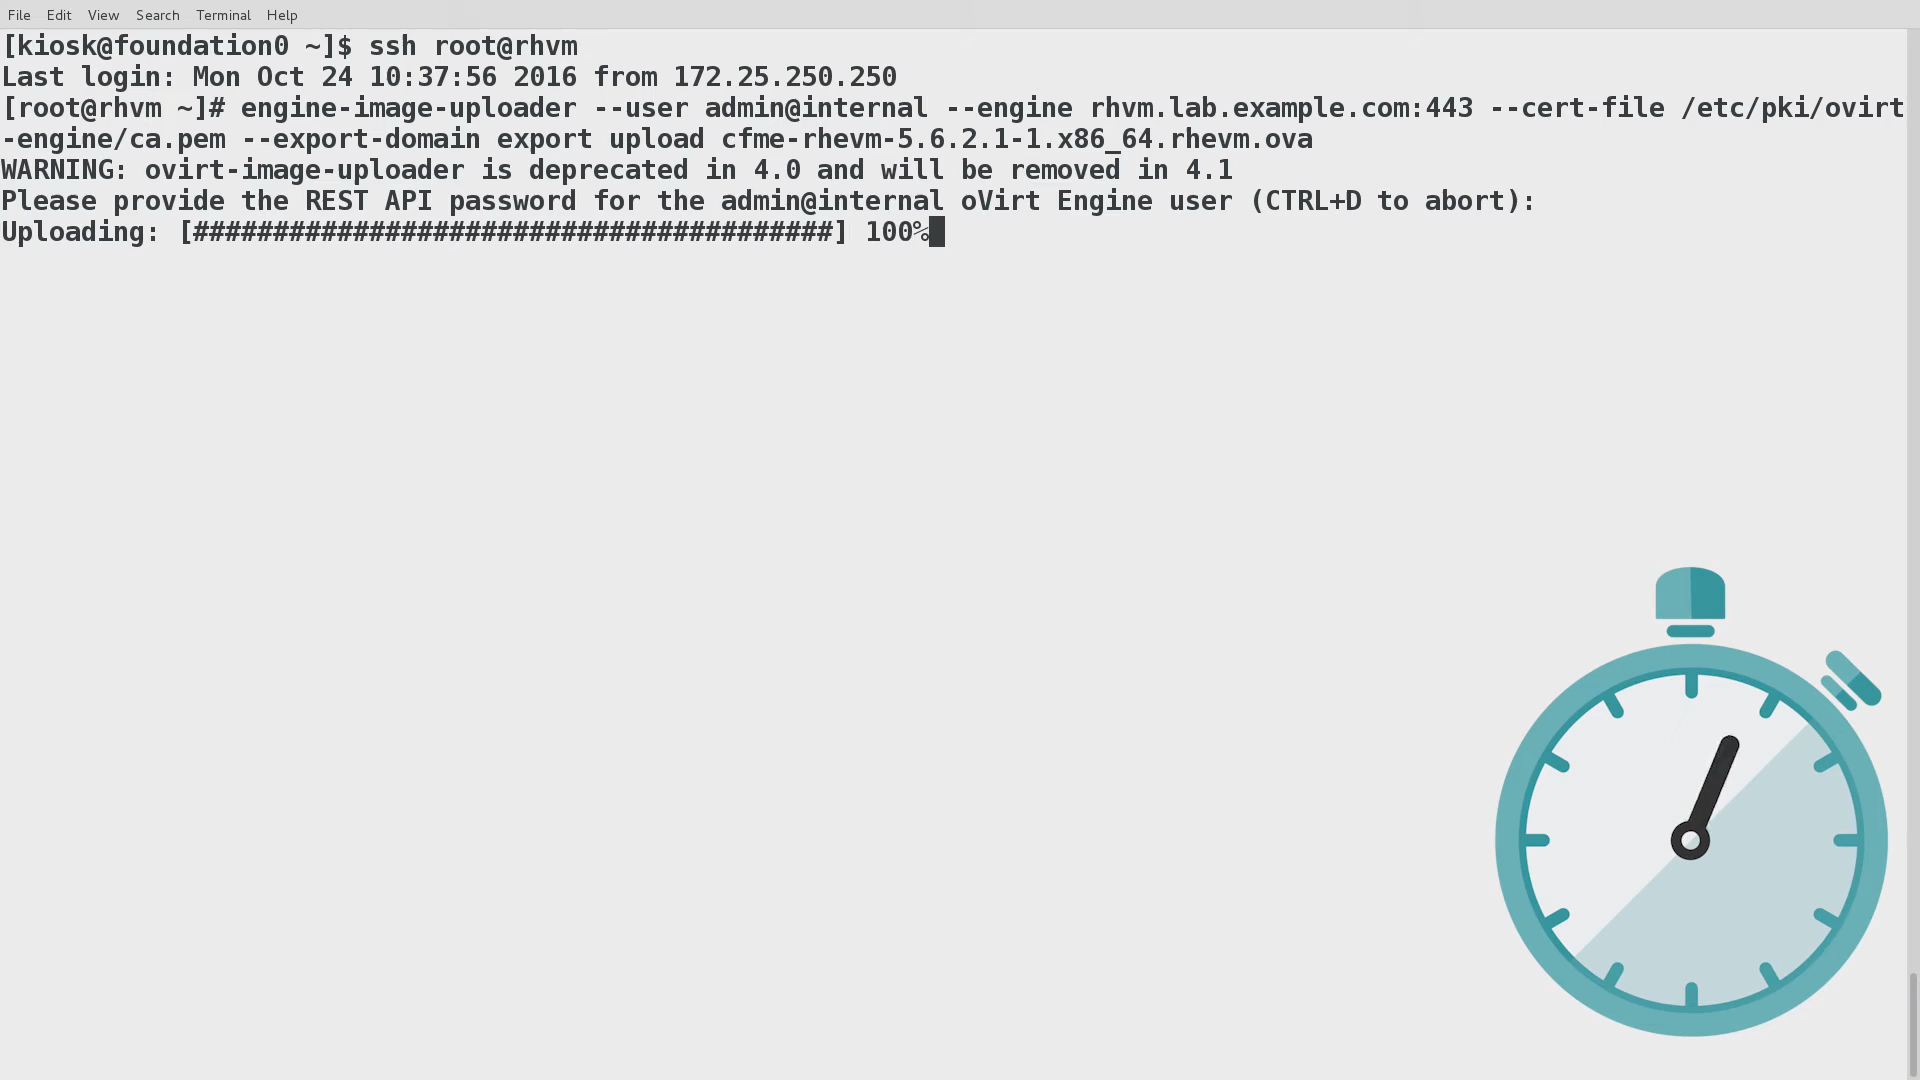 File Edit View Search Terminal Help
[kiosk@foundation0 ~]$ ssh root@rhvm
Last login: Mon Oct 24 10:37:56 2016 from 172.25.250.250
[root@rhvm ~]# engine-image-uploader --user admin@internal --engine rhvm.lab.example.com:443 --cert-file /etc/pki/ovirt
-engine/ca.pem --export-domain export upload cfme-rhevm-5.6.2.1-1.x86_64.rhevm.ova
WARNING: ovirt-image-uploader is deprecated in 4.0 and will be removed in 4.1
Please provide the REST API password for the admin@internal oVirt Engine user (CTRL+D to abort):
Uploading: [########################################] 100%